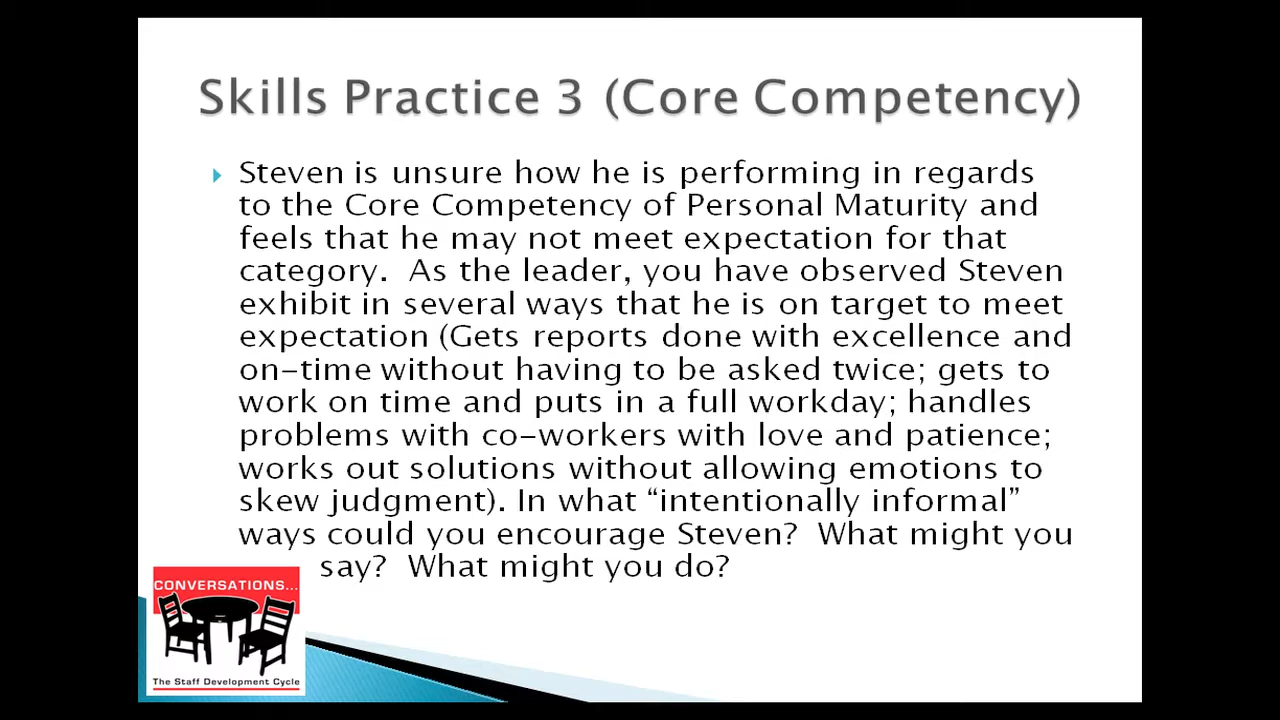 Skills Practice 3 (Core Competency)
Steven is unsure how he is performing in regards
to the Core Competency of Personal Maturity and
feels that he may not meet expectation for that
category.  As the leader, you have observed Steven
exhibit in several ways that he is on target to meet
expectation (Gets reports done with excellence and
on-time without having to be asked twice; gets to
work on time and puts in a full workday; handles
problems with co-workers with love and patience;
works out solutions without allowing emotions to
skew judgment). In what “intentionally informal”
ways could you encourage Steven?  What might you
say?  What might you do?
CONVERSATIONS...
The Staff Development Cycle